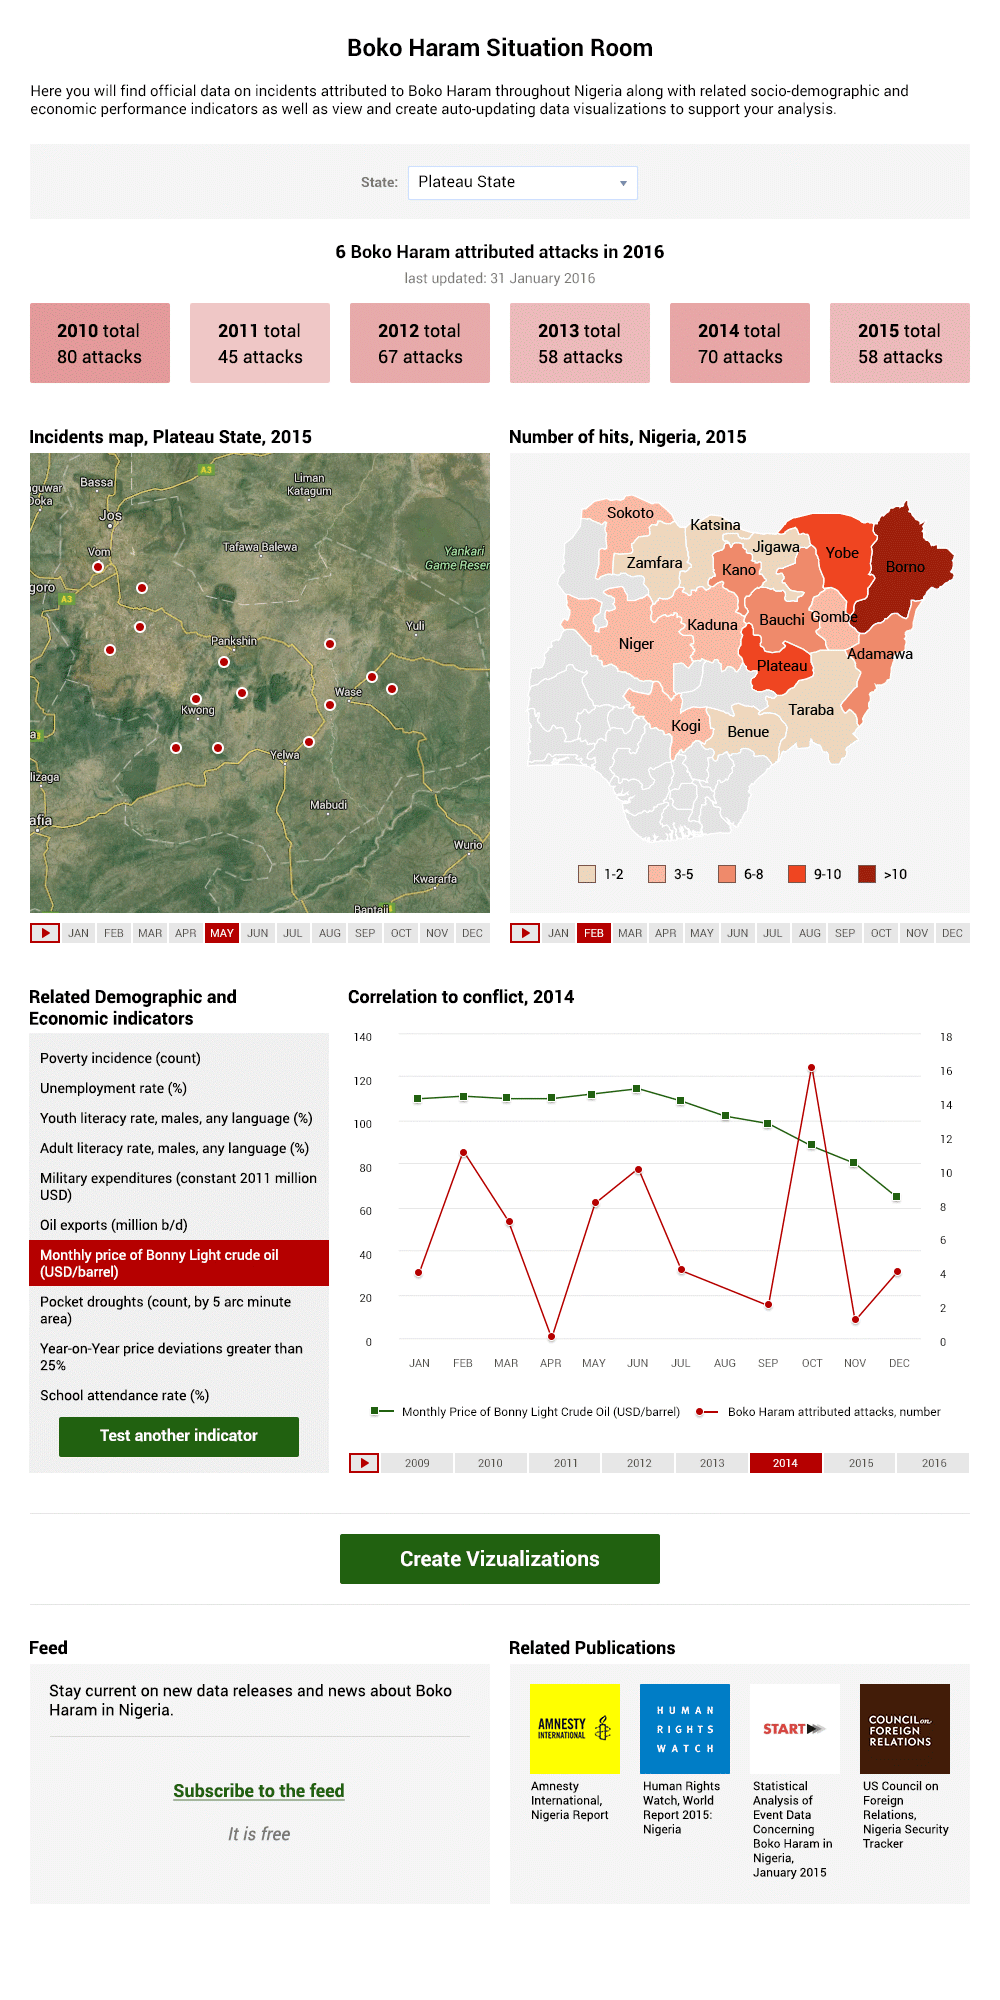 Boko Haram Situation Room
Here you will find official data on incidents attributed to Boko Haram throughout Nigeria along with related socio-demographic and
economic performance indicators as well as view and create auto-updating data visualizations to support your analysis.
State: Plateau State
6 Boko Haram attributed attacks in 2016
last updated: 31 January 2016
2010 total
80 attacks
2011 total
45 attacks
2012 total
67 attacks
2013 total
58 attacks
2014 total
70 attacks
2015 total
58 attacks
Incidents map, Plateau State, 2015
A3
Bassa
Liman
Katagum
guwar
Doka
Jos
Vom
Tafawa Balewa
Yankari
Game Reser
goro
A3
Yuli
Pankshin
Wase
Kwong
a
Yelwa
lizaga
Mabudi
afia
Wurio
Kwararfa
Bantaji
JAN FEB MAR APR MAY JUN JUL AUG SEP OCT NOV DEC
Number of hits, Nigeria, 2015
Sokoto
Katsina
Jigawa
Yobe
Zamfara
Kano
Borno
Kaduna
Bauchi
Gombe
Niger
Adamawa
Plateau
Taraba
Kogi
Benue
1-2 3-5 6-8 9-10 >10
JAN FEB MAR APR MAY JUN JUL AUG SEP OCT NOV DEC
Related Demographic and
Economic indicators
Poverty incidence (count)
Unemployment rate (%)
Youth literacy rate, males, any language (%)
Adult literacy rate, males, any language (%)
Military expenditures (constant 2011 million
USD)
Oil exports (million b/d)
Monthly price of Bonny Light crude oil
(USD/barrel)
Pocket droughts (count, by 5 arc minute
area)
Year-on-Year price deviations greater than
25%
School attendance rate (%)
Test another indicator
Correlation to conflict, 2014
140
120
100
80
60
40
20
0
18
16
14
12
10
8
6
4
2
0
JAN FEB MAR APR MAY JUN JUL AUG SEP OCT NOV DEC
Monthly Price of Bonny Light Crude Oil (USD/barrel) Boko Haram attributed attacks, number
2009 2010 2011 2012 2013 2014 2015 2016
Create Vizualizations
Feed
Stay current on new data releases and news about Boko
Haram in Nigeria.
Subscribe to the feed
It is free
Related Publications
AMNESTY
INTERNATIONAL
Amnesty
International,
Nigeria Report
HUMAN
RIGHTS
WATCH
Human Rights
Watch, World
Report 2015:
Nigeria
START
Statistical
Analysis of
Event Data
Concerning
Boko Haram in
Nigeria,
January 2015
COUNCIL on
FOREIGN
RELATIONS
US Council on
Foreign
Relations,
Nigeria Security
Tracker